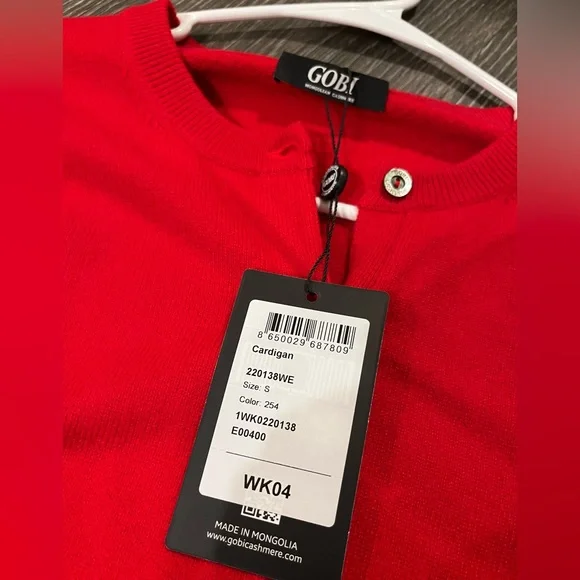 GOBI
MONGOLIAN CASHMERE
8 650029 687809
Cardigan
220138WE
Size: S
Color: 254
1WK0220138
E00400
WK04
MADE IN MONGOLIA
www.gobicashmere.com